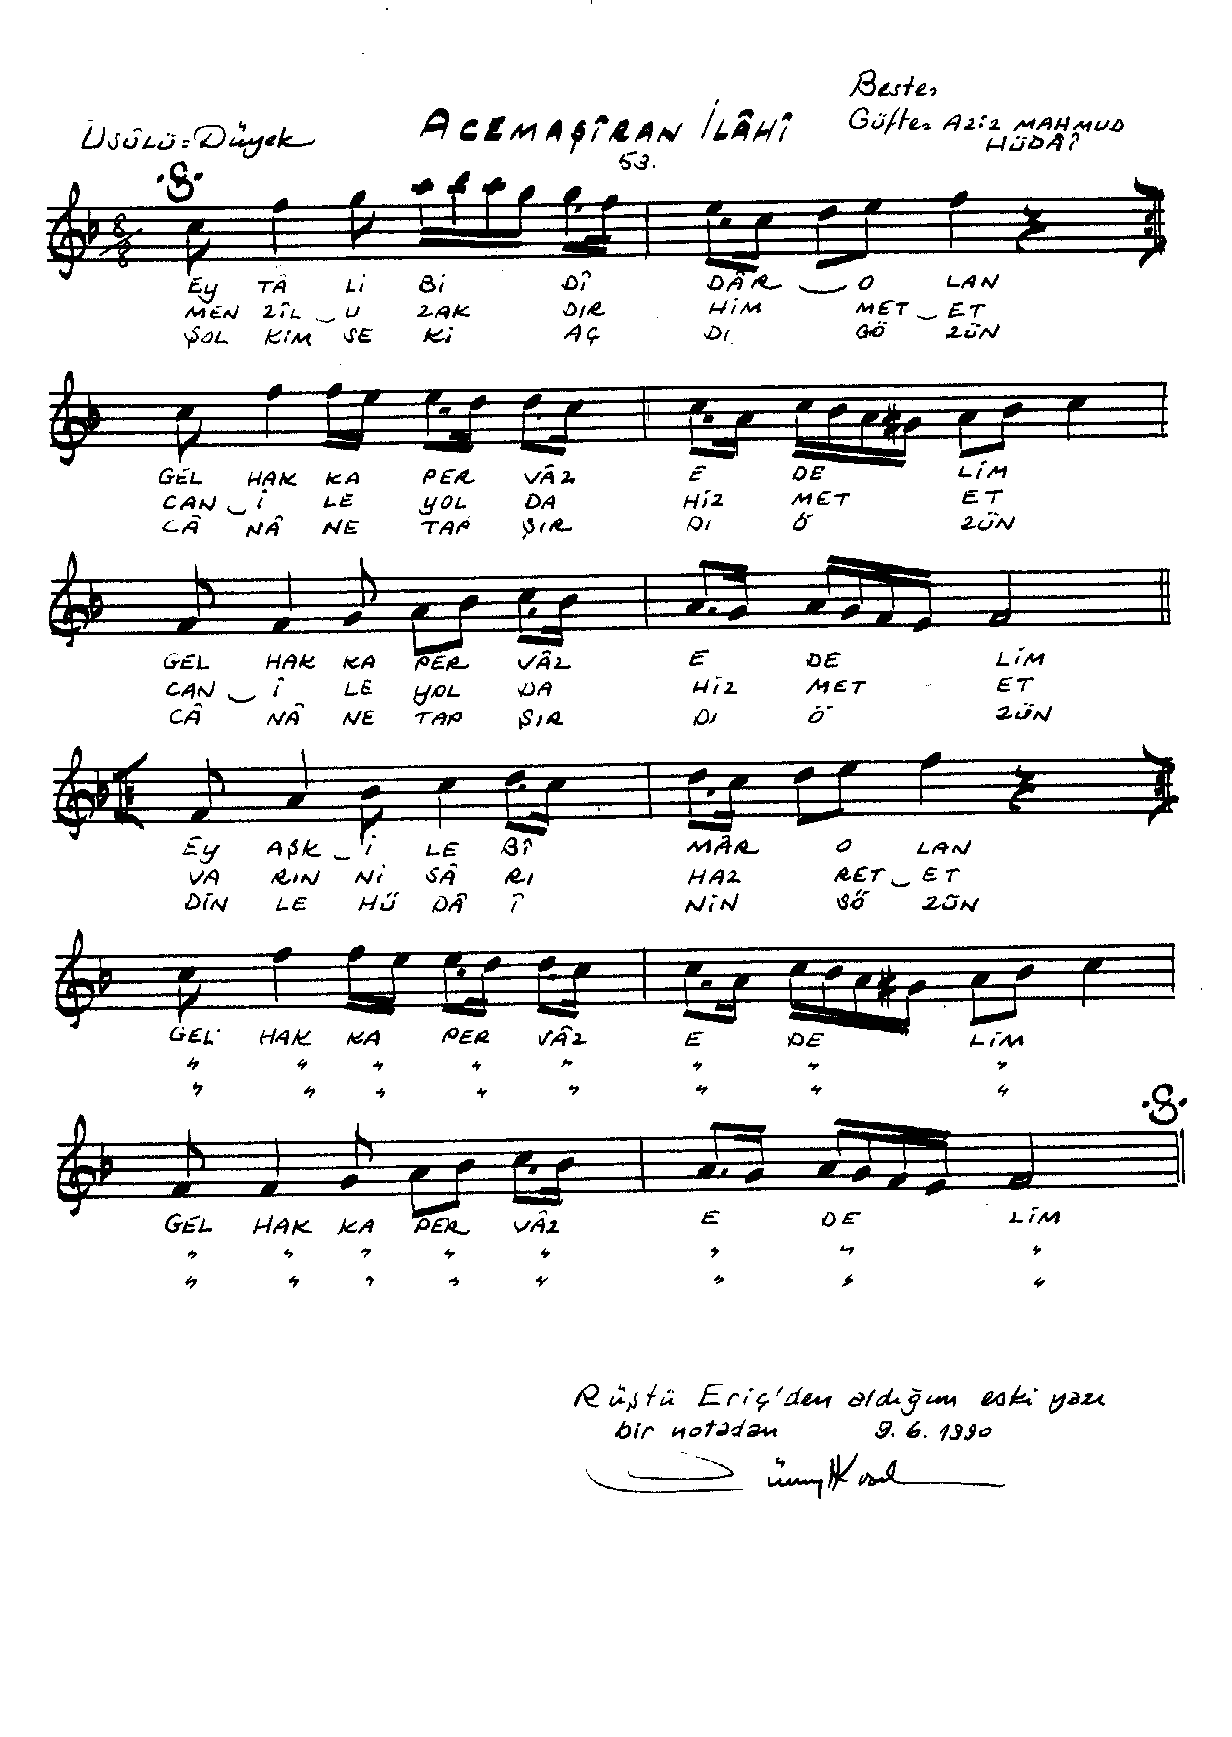 Beste:
Usûlü: Düyek ACEMAŞÎRAN İLÂHÎ Güfte: AZİZ MAHMUD
HÜDÂÎ
53.
8/8
EY TÂ Lİ Bİ DÎ DÂR‿O LAN
MEN ZİL‿U ZAK DIR HİM MET‿ET
ŞOL KİM SE Kİ AÇ DI GÖ ZÜN
GEL HAK KA PER VÂZ E DE LİM
CAN‿İ LE YOL DA HİZ MET ET
CÂ NÂ NE TAP ŞIR DI Ö ZÜN
GEL HAK KA PER VÂZ E DE LİM
CAN‿Î LE YOL DA HİZ MET ET
CÂ NÂ NE TAP ŞIR DI Ö ZÜN
EY AŞK‿İ LE BÎ MÂR O LAN
VA RIN Nİ SÂ RI HAZ RET‿ET
DİN LE HÜ DÂ Î NİN SÖ ZÜN
GEL HAK KA PER VÂZ E DE LİM
" " " " " " " "
" " " " " " " "
GEL HAK KA PER VÂZ E DE LİM
" " " " " " " "
" " " " " " " "
Rüştü Eriç'den aldığım eski yazı
bir notadan 9.6.1990